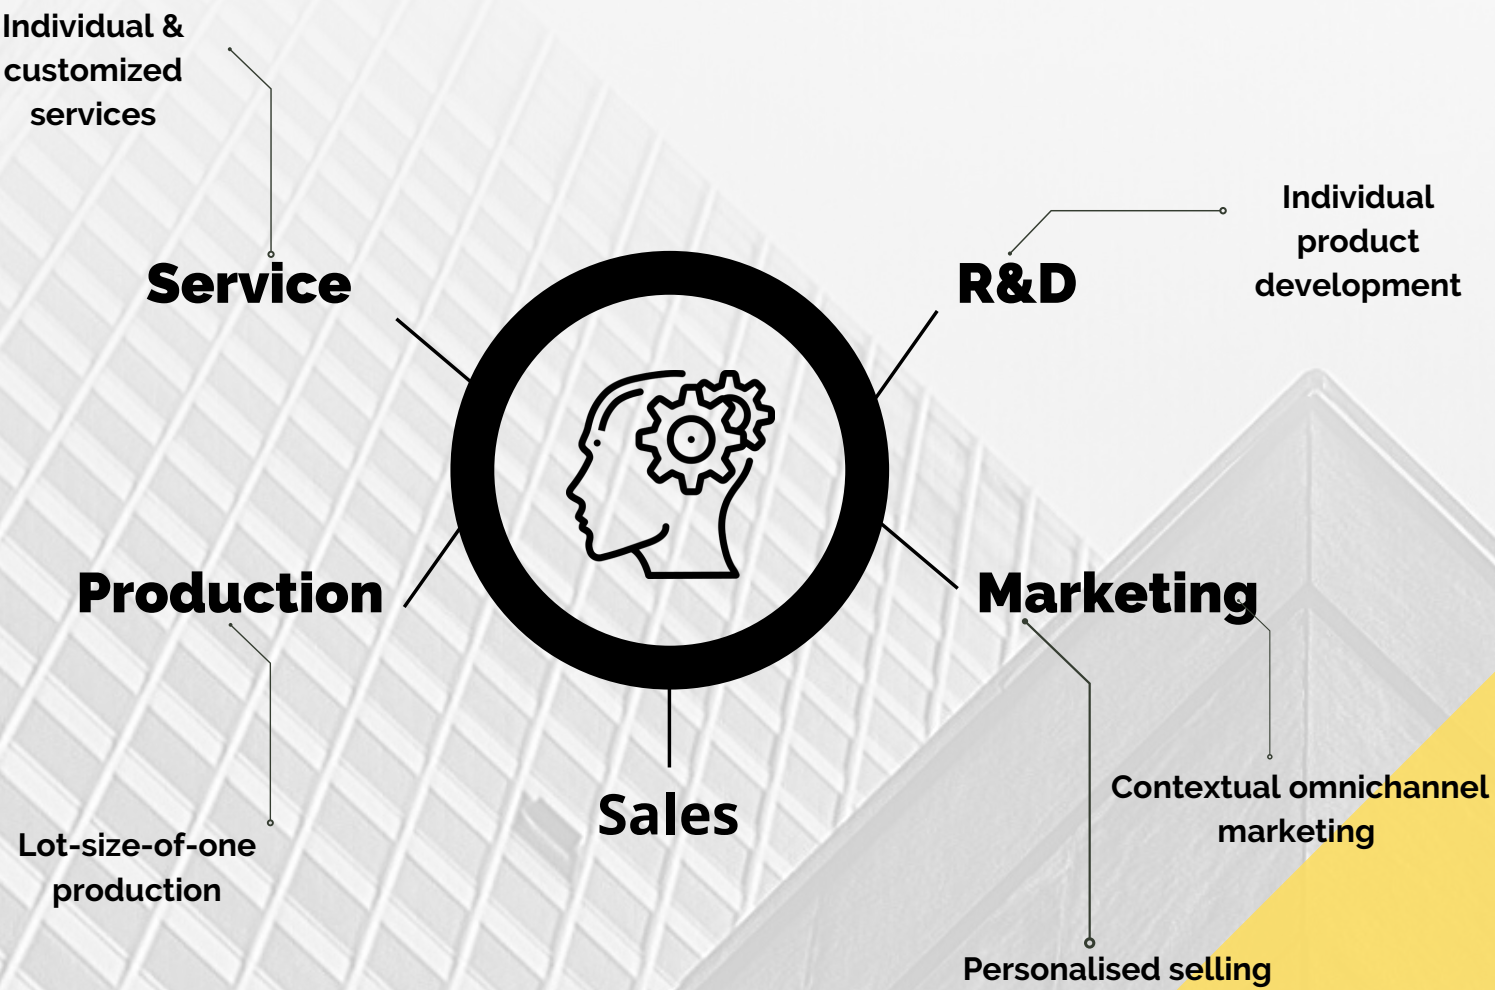 Individual &
customized
services
Service
R&D
Individual
product
development
Production
Marketing
Lot-size-of-one
production
Sales
Contextual omnichannel
marketing
Personalised selling